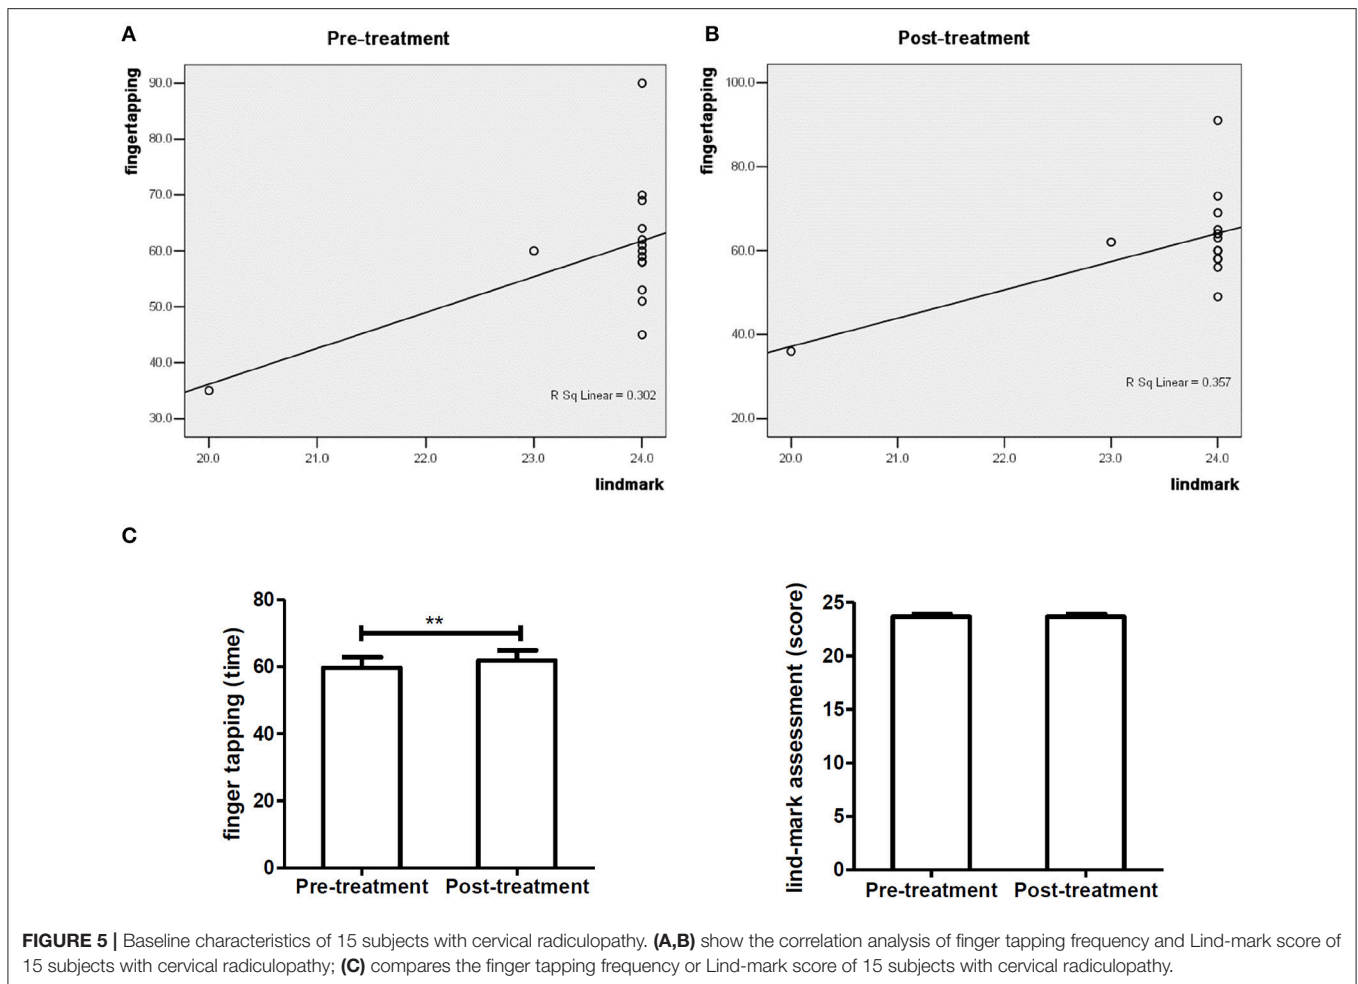 A
Pre-treatment
fingertapping
90.0
80.0
70.0
60.0
50.0
40.0
30.0
R Sq Linear = 0.302
20.0 21.0 22.0 23.0 24.0
lindmark
B
Post-treatment
fingertapping
100.0
80.0
60.0
40.0
20.0
R Sq Linear = 0.357
20.0 21.0 22.0 23.0 24.0
lindmark
C
finger tapping (time)
80
60
40
20
0
**
Pre-treatment Post-treatment
lind-mark assessment (score)
25
20
15
10
5
0
Pre-treatment Post-treatment
FIGURE 5 | Baseline characteristics of 15 subjects with cervical radiculopathy. (A,B) show the correlation analysis of finger tapping frequency and Lind-mark score of
15 subjects with cervical radiculopathy; (C) compares the finger tapping frequency or Lind-mark score of 15 subjects with cervical radiculopathy.